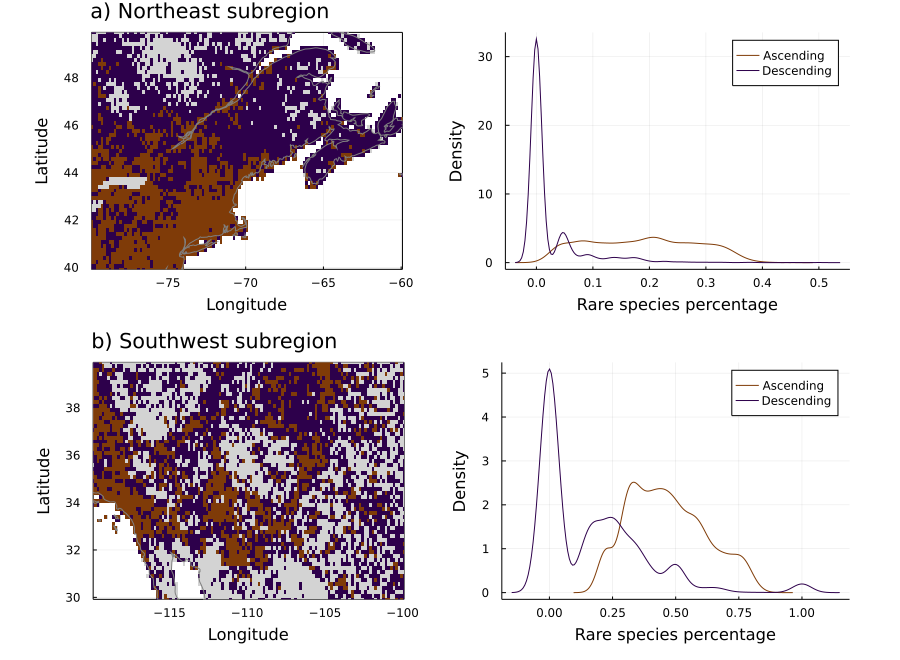 a) Northeast subregion
Latitude
48
46
44
42
40
−75
−70
−65
−60
Longitude
Density
30
20
10
0
0.0
0.1
0.2
0.3
0.4
0.5
Rare species percentage
Ascending
Descending
b) Southwest subregion
Latitude
38
36
34
32
30
−115
−110
−105
−100
Longitude
Density
5
4
3
2
1
0
0.00
0.25
0.50
0.75
1.00
Rare species percentage
Ascending
Descending